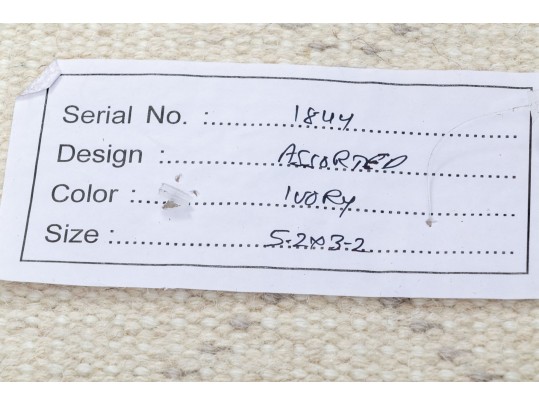 Serial No. : 1844
Design : ASSORTED
Color : IVORY
Size : 5-2x3-2